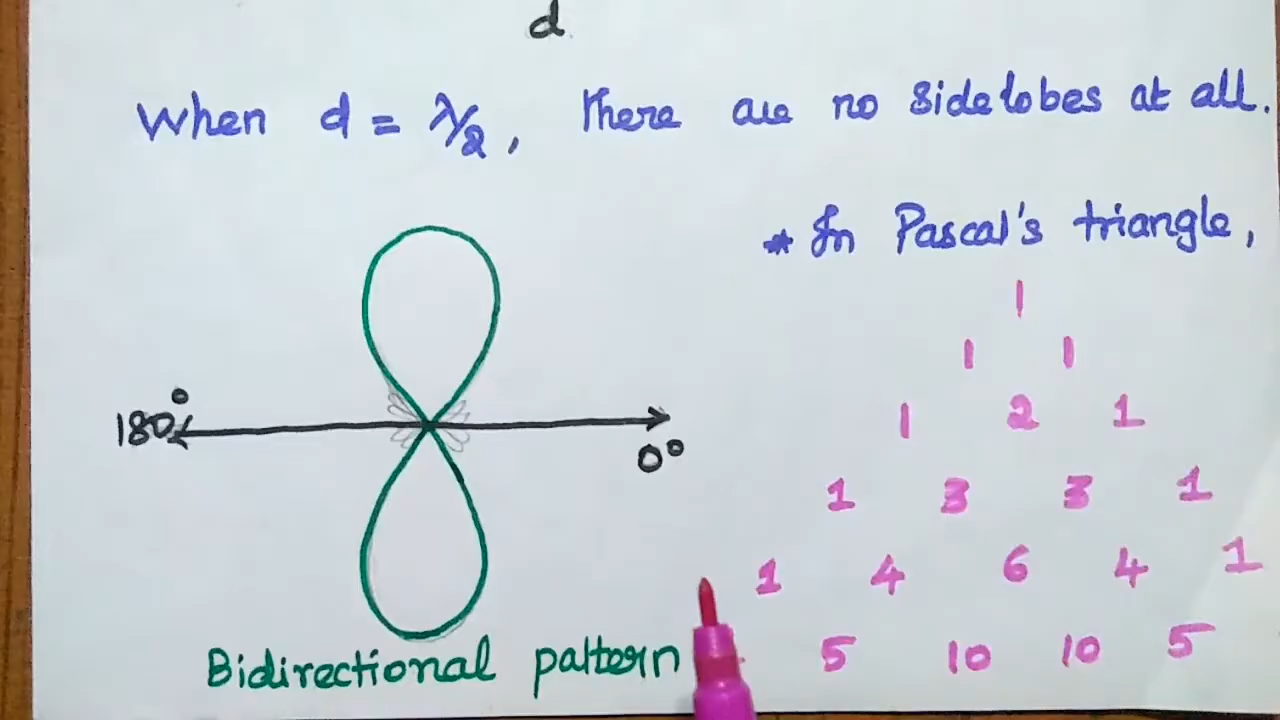 d
When d = λ/2, there are no sidelobes at all.
* In Pascal's triangle,
1
1 1
1 2 1
1 3 3 1
1 4 6 4 1
5 10 10 5
180°
0°
Bidirectional pattern